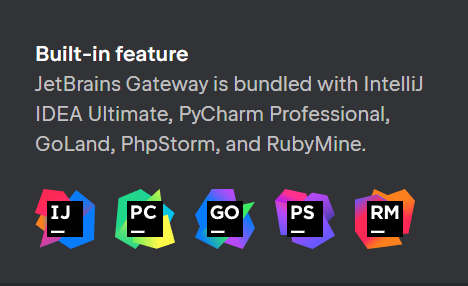 Built-in feature
JetBrains Gateway is bundled with IntelliJ
IDEA Ultimate, PyCharm Professional,
GoLand, PhpStorm, and RubyMine.
IJ PC GO PS RM